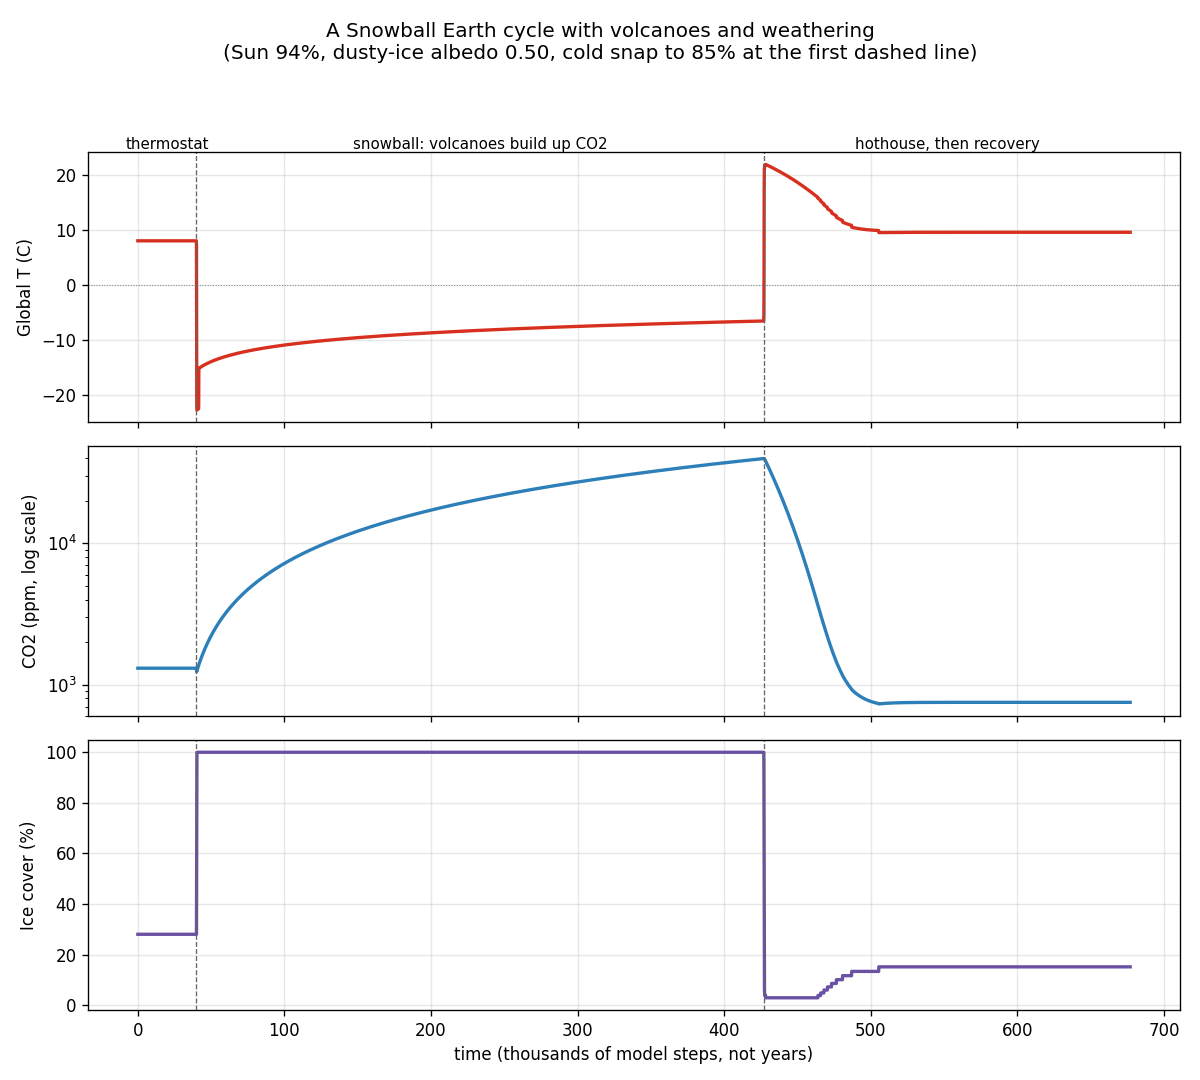 A Snowball Earth cycle with volcanoes and weathering
(Sun 94%, dusty-ice albedo 0.50, cold snap to 85% at the first dashed line)
thermostat
snowball: volcanoes build up CO2
hothouse, then recovery
Global T (C)
20
10
0
−10
−20
CO2 (ppm, log scale)
10⁴
10³
Ice cover (%)
100
80
60
40
20
0
0 100 200 300 400 500 600 700
time (thousands of model steps, not years)